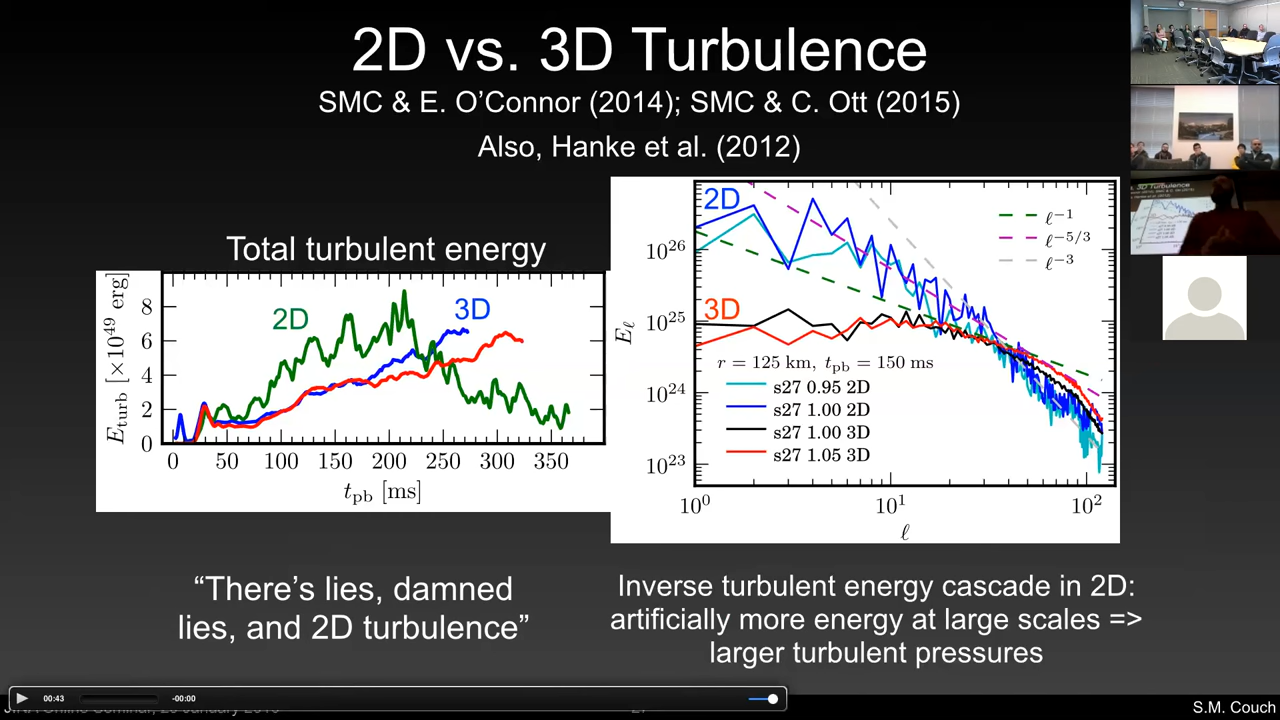 2D vs. 3D Turbulence
SMC & E. O'Connor (2014); SMC & C. Ott (2015)
Also, Hanke et al. (2012)
3D Turbulence
Total turbulent energy
E_turb [×10^49 erg]
8
6
4
2
0
2D
3D
0 50 100 150 200 250 300 350
t_pb [ms]
2D
3D
E_ℓ
10^26
10^25
10^24
10^23
ℓ^−1
ℓ^−5/3
ℓ^−3
r = 125 km, t_pb = 150 ms
s27 0.95 2D
s27 1.00 2D
s27 1.00 3D
s27 1.05 3D
10^0 10^1 10^2
ℓ
“There's lies, damned
lies, and 2D turbulence”
Inverse turbulent energy cascade in 2D:
artificially more energy at large scales =>
larger turbulent pressures
00:43 -00:00
S.M. Couch